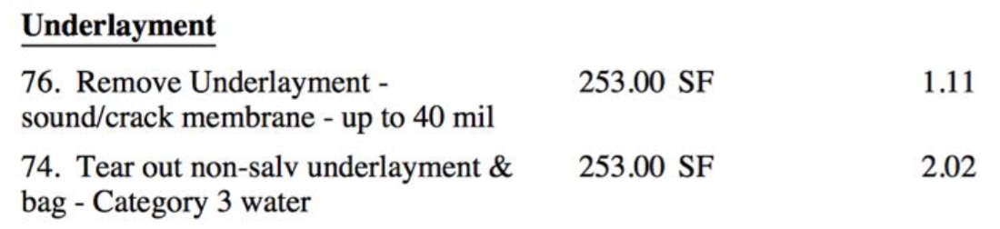 Underlayment
76. Remove Underlayment - 253.00 SF 1.11
sound/crack membrane - up to 40 mil
74. Tear out non-salv underlayment & 253.00 SF 2.02
bag - Category 3 water